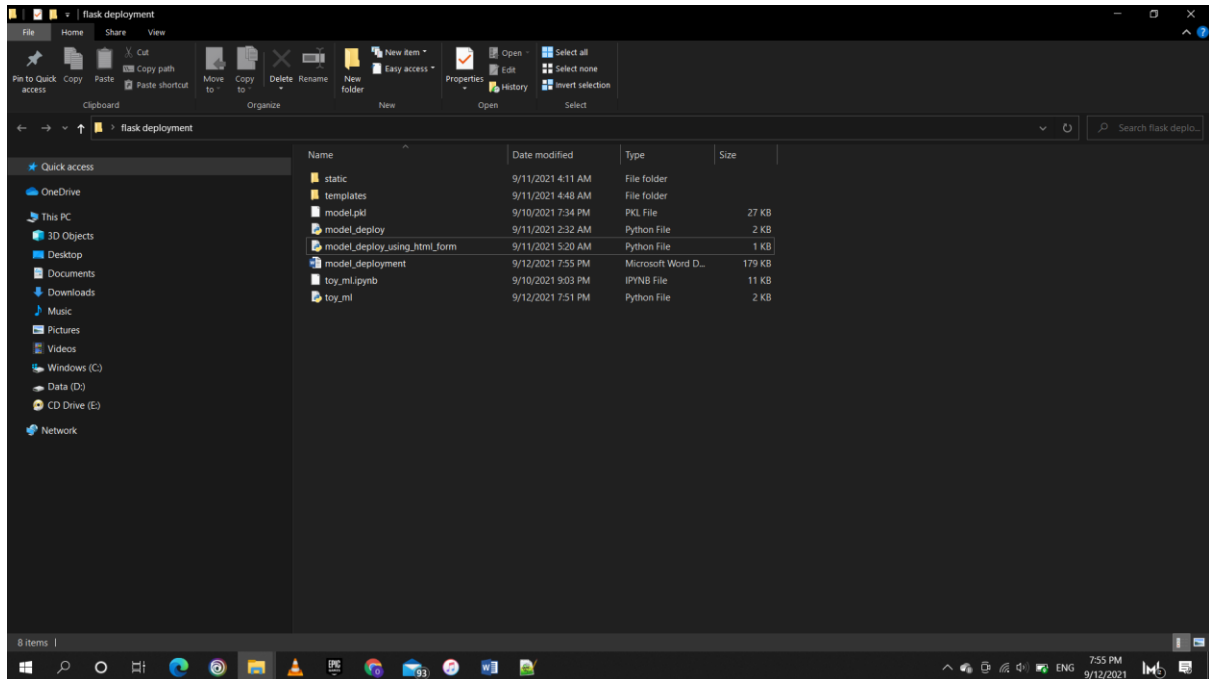 flask deployment
File Home Share View
Pin to Quick access
Copy
Paste
Cut
Copy path
Paste shortcut
Clipboard
Move to
Copy to
Delete
Rename
Organize
New folder
New item
Easy access
New
Properties
Open
Edit
History
Open
Select all
Select none
Invert selection
Select
flask deployment
Search flask deplo...
Name Date modified Type Size
Quick access
OneDrive
This PC
3D Objects
Desktop
Documents
Downloads
Music
Pictures
Videos
Windows (C:)
Data (D:)
CD Drive (E:)
Network
static 9/11/2021 4:11 AM File folder
templates 9/11/2021 4:48 AM File folder
model.pkl 9/10/2021 7:34 PM PKL File 27 KB
model_deploy 9/11/2021 2:32 AM Python File 2 KB
model_deploy_using_html_form 9/11/2021 5:20 AM Python File 1 KB
model_deployment 9/12/2021 7:55 PM Microsoft Word D... 179 KB
toy_ml.ipynb 9/10/2021 9:03 PM IPYNB File 11 KB
toy_ml 9/12/2021 7:51 PM Python File 2 KB
8 items
EPIC
93
ENG
7:55 PM
9/12/2021